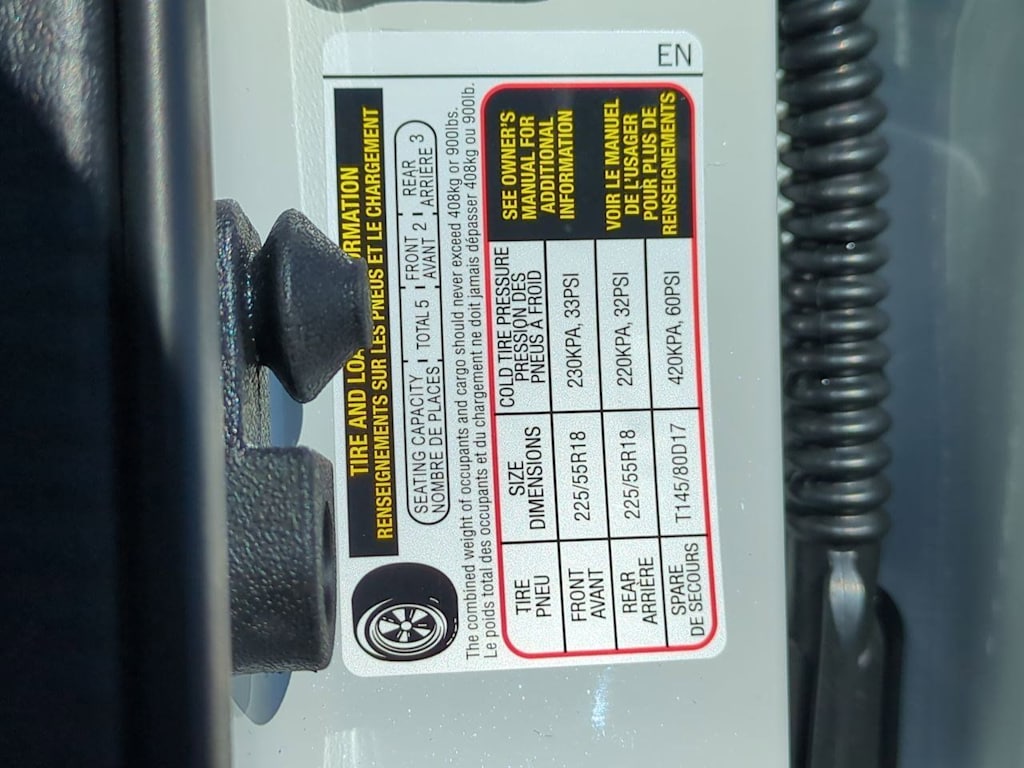 EN
TIRE AND LOA ORMATION
RENSEIGNEMENTS SUR LES PNEUS ET LE CHARGEMENT
SEATING CAPACITY TOTAL 5 FRONT 2 REAR 3
NOMBRE DE PLACES AVANT ARRIÈRE
The combined weight of occupants and cargo should never exceed 408kg or 900lbs.
Le poids total des occupants et du chargement ne doit jamais dépasser 408kg ou 900lb.
TIRE
PNEU
SIZE
DIMENSIONS
COLD TIRE PRESSURE
PRESSION DES
PNEUS A FROID
FRONT
AVANT
225/55R18
230KPA, 33PSI
REAR
ARRIERE
225/55R18
220KPA, 32PSI
SPARE
DE SECOURS
T145/80D17
420KPA, 60PSI
SEE OWNER'S
MANUAL FOR
ADDITIONAL
INFORMATION
VOIR LE MANUEL
DE L'USAGER
POUR PLUS DE
RENSEIGNEMENTS